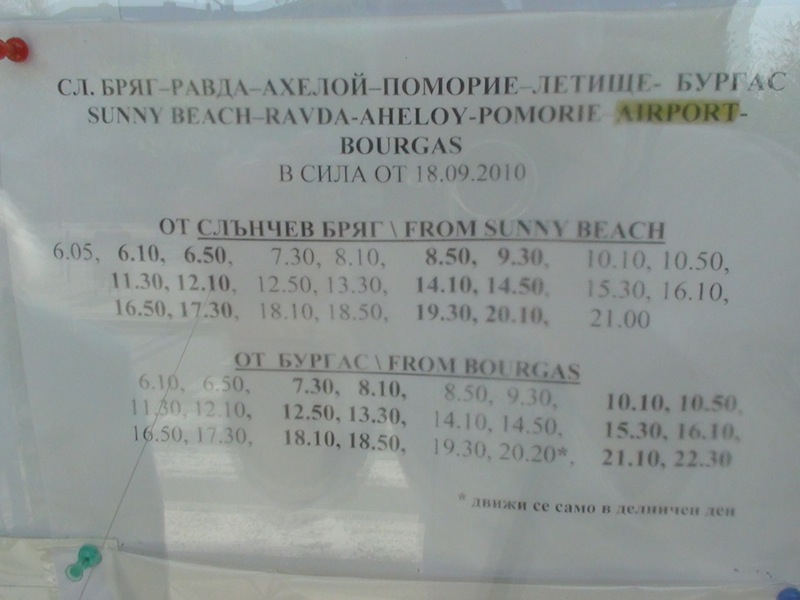 СЛ. БРЯГ–РАВДА–АХЕЛОЙ–ПОМОРИЕ–ЛЕТИЩЕ- БУРГАС
SUNNY BEACH–RAVDA-AHELOY-POMORIE-AIRPORT-
BOURGAS
В СИЛА ОТ 18.09.2010
ОТ СЛЪНЧЕВ БРЯГ \ FROM SUNNY BEACH
6.05, 6.10, 6.50, 7.30, 8.10, 8.50, 9.30, 10.10, 10.50,
11.30, 12.10, 12.50, 13.30, 14.10, 14.50, 15.30, 16.10,
16.50, 17.30, 18.10, 18.50, 19.30, 20.10, 21.00
ОТ БУРГАС \ FROM BOURGAS
6.10, 6.50, 7.30, 8.10, 8.50, 9.30, 10.10, 10.50,
11.30, 12.10, 12.50, 13.30, 14.10, 14.50, 15.30, 16.10,
16.50, 17.30, 18.10, 18.50, 19.30, 20.20*, 21.10, 22.30
* движи се само в делничен ден